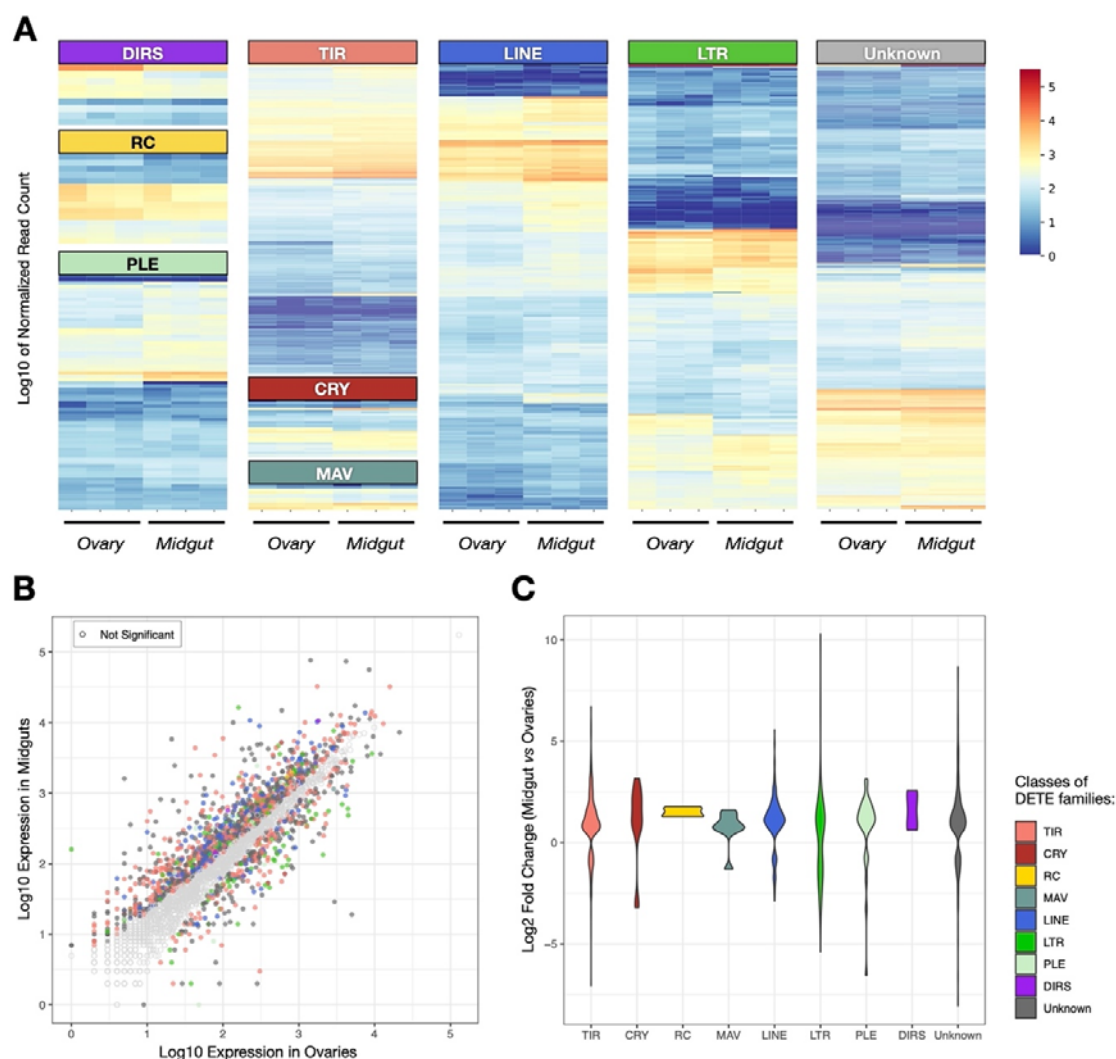 A
DIRS
TIR
LINE
LTR
Unknown
RC
PLE
CRY
MAV
Log10 of Normalized Read Count
5
4
3
2
1
0
Ovary Midgut
Ovary Midgut
Ovary Midgut
Ovary Midgut
Ovary Midgut
B
Not Significant
Log10 Expression in Midguts
5
4
3
2
1
0
0 1 2 3 4 5
Log10 Expression in Ovaries
C
Log2 Fold Change (Midgut vs Ovaries)
10
5
0
−5
TIR CRY RC MAV LINE LTR PLE DIRS Unknown
Classes of
DETE families:
TIR
CRY
RC
MAV
LINE
LTR
PLE
DIRS
Unknown